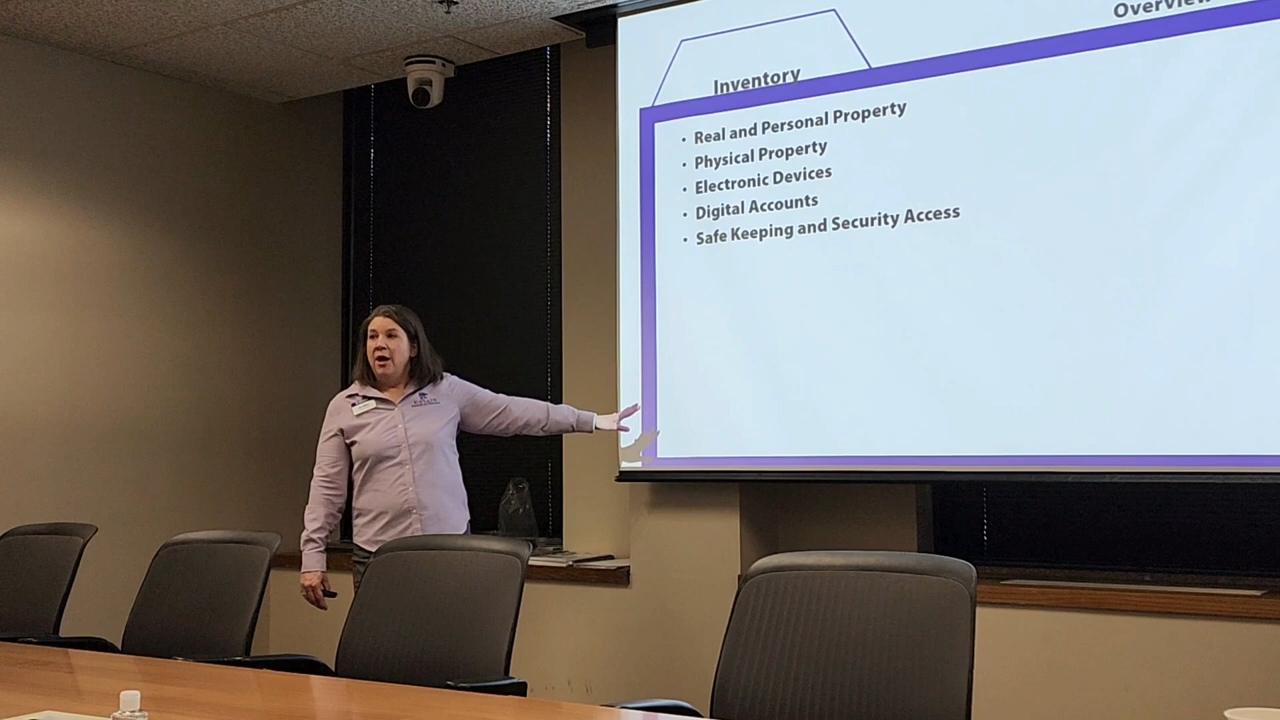 Overview
Inventory
• Real and Personal Property
• Physical Property
• Electronic Devices
• Digital Accounts
• Safe Keeping and Security Access